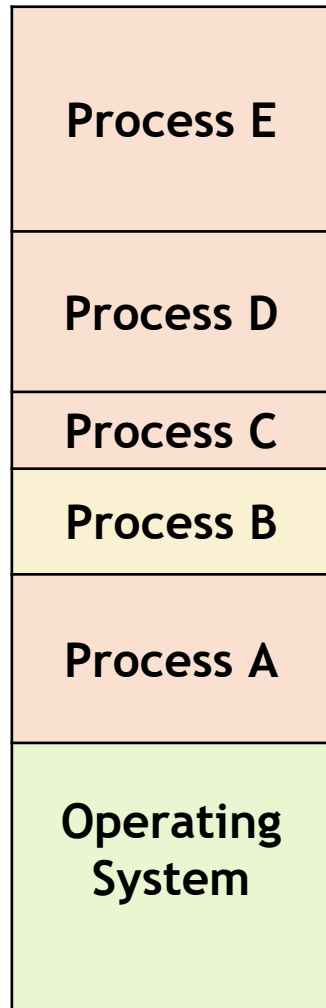 Process E
Process D
Process C
Process B
Process A
Operating
System